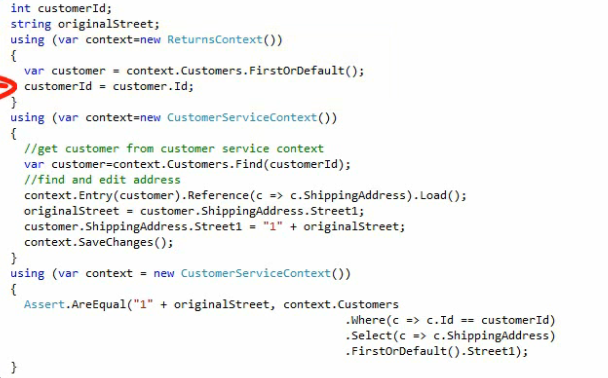 int customerId;
string originalStreet;
using (var context=new ReturnsContext())
{
var customer = context.Customers.FirstOrDefault();
customerId = customer.Id;
}
using (var context=new CustomerServiceContext())
{
//get customer from customer service context
var customer=context.Customers.Find(customerId);
//find and edit address
context.Entry(customer).Reference(c => c.ShippingAddress).Load();
originalStreet = customer.ShippingAddress.Street1;
customer.ShippingAddress.Street1 = "1" + originalStreet;
context.SaveChanges();
}
using (var context = new CustomerServiceContext())
{
Assert.AreEqual("1" + originalStreet, context.Customers
.Where(c => c.Id == customerId)
.Select(c => c.ShippingAddress)
.FirstOrDefault().Street1);
}